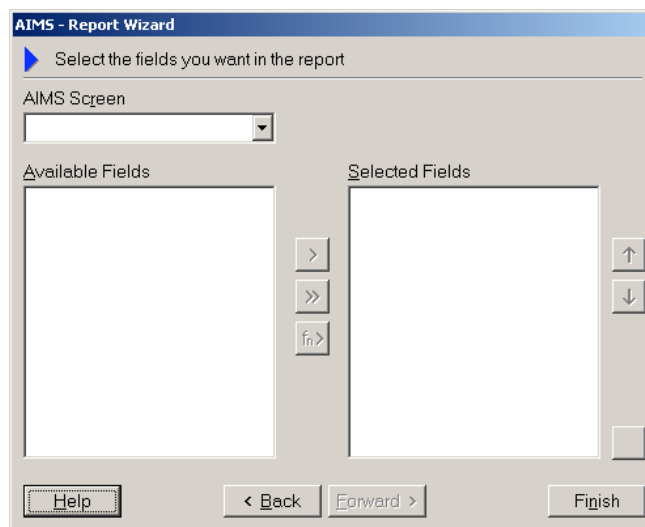 AIMS - Report Wizard
Select the fields you want in the report
AIMS Screen
Available Fields
Selected Fields
>
>>
fn>
Help
< Back
Forward >
Finish